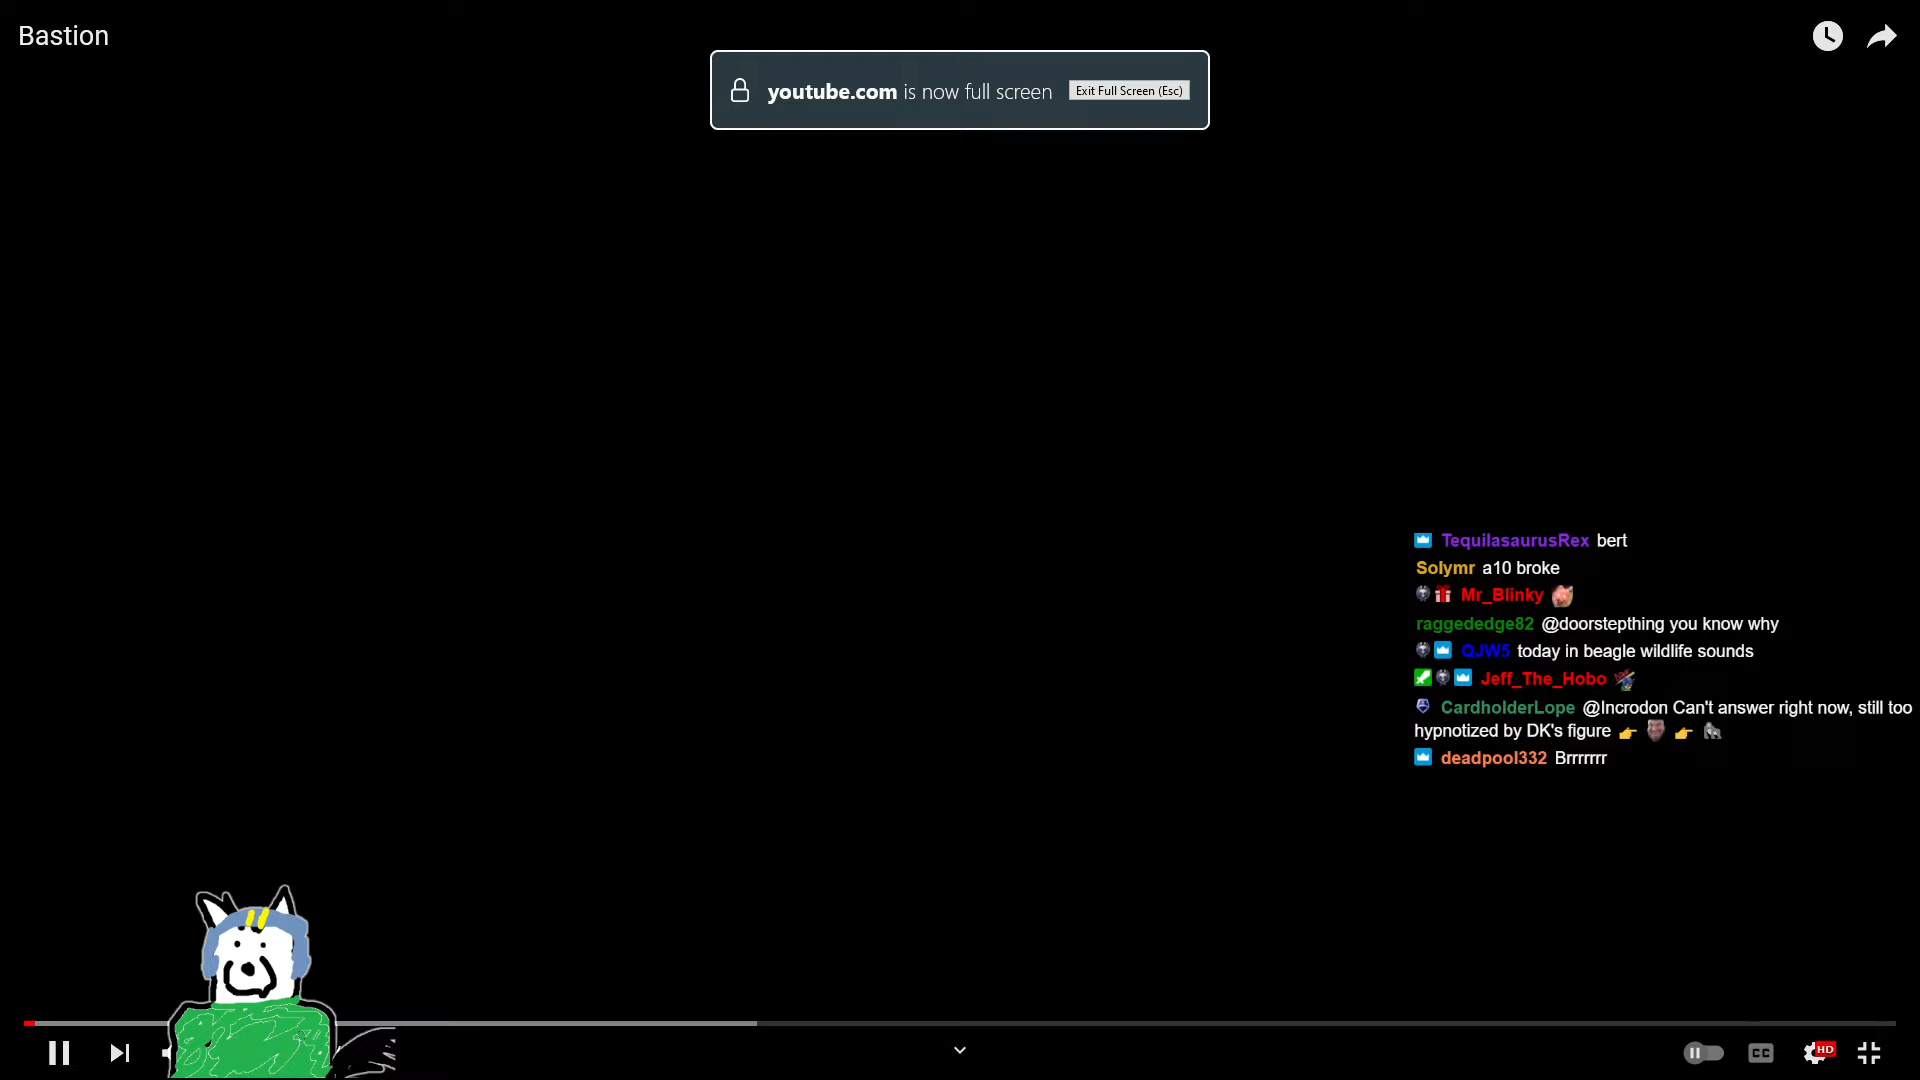 Bastion
youtube.com is now full screen Exit Full Screen (Esc)
TequilasaurusRex bert
Solymr a10 broke
Mr_Blinky
raggededge82 @doorstepthing you know why
QJW5 today in beagle wildlife sounds
Jeff_The_Hobo
CardholderLope @Incrodon Can't answer right now, still too
hypnotized by DK's figure
deadpool332 Brrrrrrr
CC HD